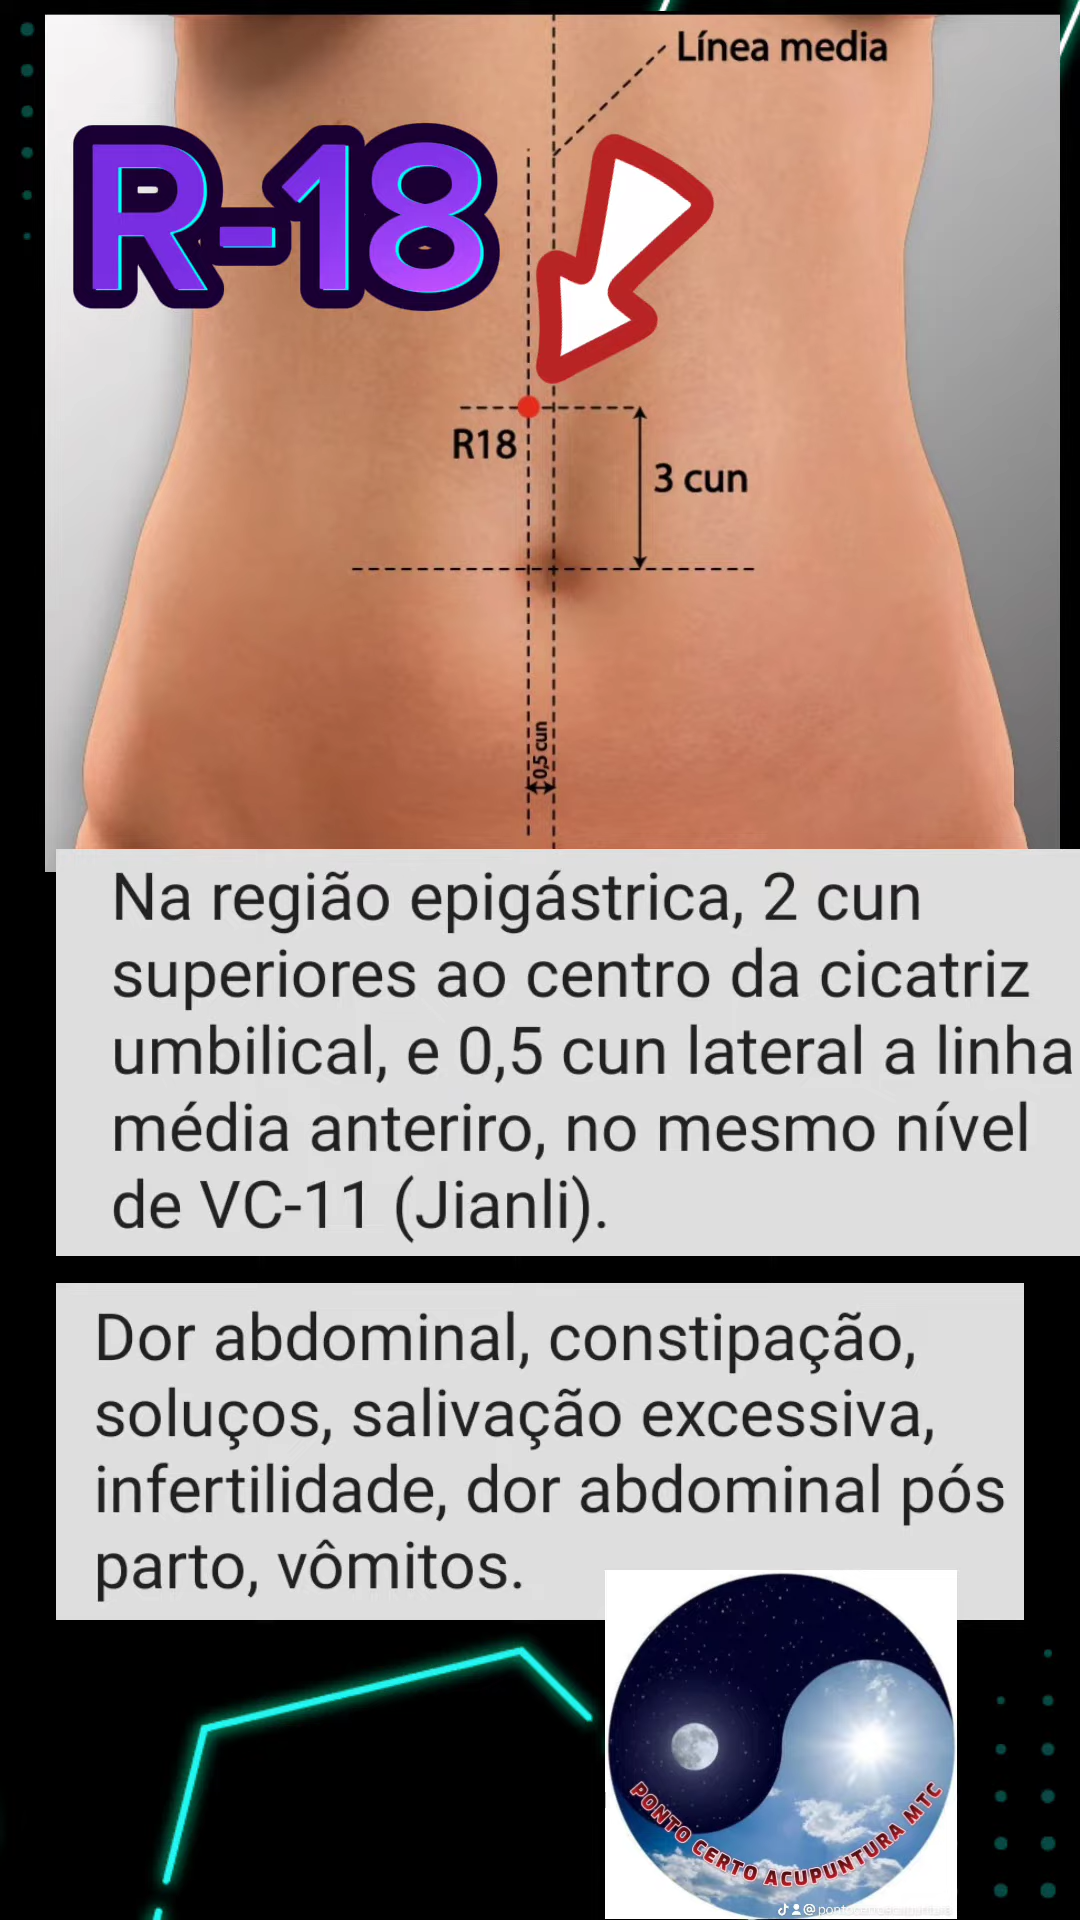 Línea media
R-18
R18
3 cun
0,5 cun
Na região epigástrica, 2 cun
superiores ao centro da cicatriz
umbilical, e 0,5 cun lateral a linha
média anteriro, no mesmo nível
de VC-11 (Jianli).
Dor abdominal, constipação,
soluços, salivação excessiva,
infertilidade, dor abdominal pós
parto, vômitos.
PONTO CERTO ACUPUNTURA MTC